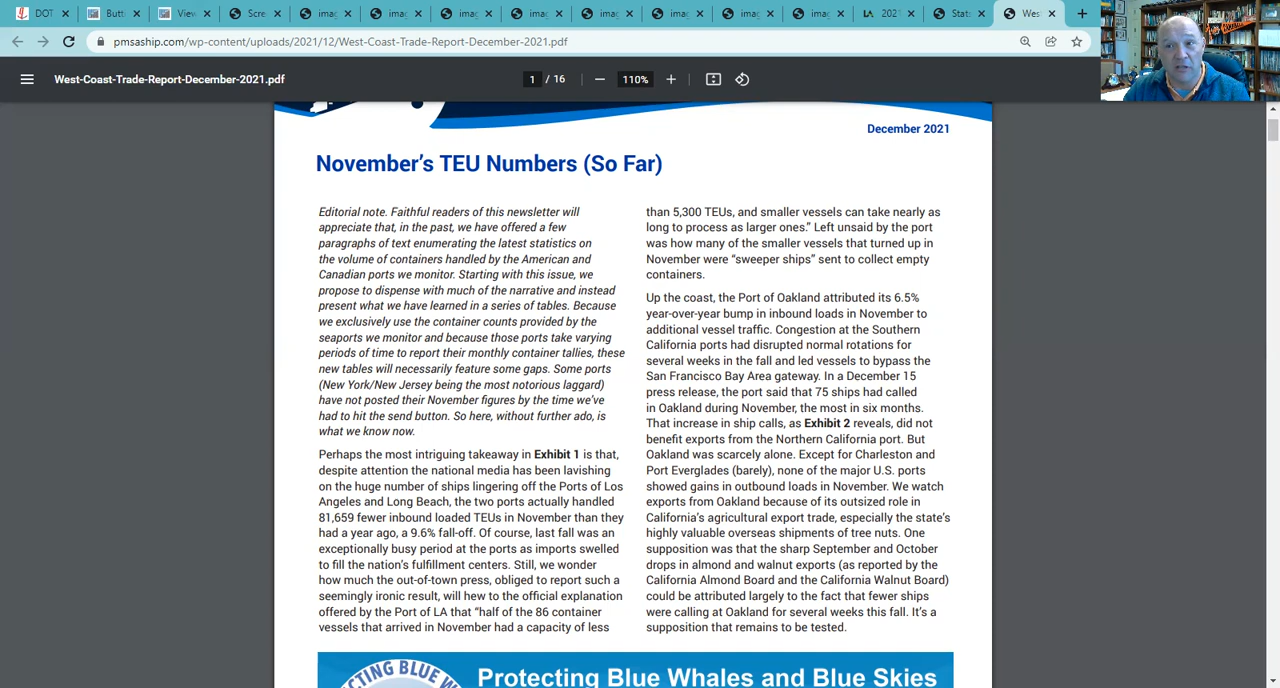 DOT
Butt
View
Scre
imag
imag
imag
imag
imag
imag
imag
imag
LA
2021
Stati
Wes
pmsaship.com/wp-content/uploads/2021/12/West-Coast-Trade-Report-December-2021.pdf
West-Coast-Trade-Report-December-2021.pdf
1 / 16
110%
December 2021
November's TEU Numbers (So Far)
Editorial note. Faithful readers of this newsletter will
appreciate that, in the past, we have offered a few
paragraphs of text enumerating the latest statistics on
the volume of containers handled by the American and
Canadian ports we monitor. Starting with this issue, we
propose to dispense with much of the narrative and instead
present what we have learned in a series of tables. Because
we exclusively use the container counts provided by the
seaports we monitor and because those ports take varying
periods of time to report their monthly container tallies, these
new tables will necessarily feature some gaps. Some ports
(New York/New Jersey being the most notorious laggard)
have not posted their November figures by the time we've
had to hit the send button. So here, without further ado, is
what we know now.
Perhaps the most intriguing takeaway in Exhibit 1 is that,
despite attention the national media has been lavishing
on the huge number of ships lingering off the Ports of Los
Angeles and Long Beach, the two ports actually handled
81,659 fewer inbound loaded TEUs in November than they
had a year ago, a 9.6% fall-off. Of course, last fall was an
exceptionally busy period at the ports as imports swelled
to fill the nation's fulfillment centers. Still, we wonder
how much the out-of-town press, obliged to report such a
seemingly ironic result, will hew to the official explanation
offered by the Port of LA that "half of the 86 container
vessels that arrived in November had a capacity of less
than 5,300 TEUs, and smaller vessels can take nearly as
long to process as larger ones." Left unsaid by the port
was how many of the smaller vessels that turned up in
November were "sweeper ships" sent to collect empty
containers.
Up the coast, the Port of Oakland attributed its 6.5%
year-over-year bump in inbound loads in November to
additional vessel traffic. Congestion at the Southern
California ports had disrupted normal rotations for
several weeks in the fall and led vessels to bypass the
San Francisco Bay Area gateway. In a December 15
press release, the port said that 75 ships had called
in Oakland during November, the most in six months.
That increase in ship calls, as Exhibit 2 reveals, did not
benefit exports from the Northern California port. But
Oakland was scarcely alone. Except for Charleston and
Port Everglades (barely), none of the major U.S. ports
showed gains in outbound loads in November. We watch
exports from Oakland because of its outsized role in
California's agricultural export trade, especially the state's
highly valuable overseas shipments of tree nuts. One
supposition was that the sharp September and October
drops in almond and walnut exports (as reported by the
California Almond Board and the California Walnut Board)
could be attributed largely to the fact that fewer ships
were calling at Oakland for several weeks this fall. It's a
supposition that remains to be tested.
Protecting Blue Whales and Blue Skies